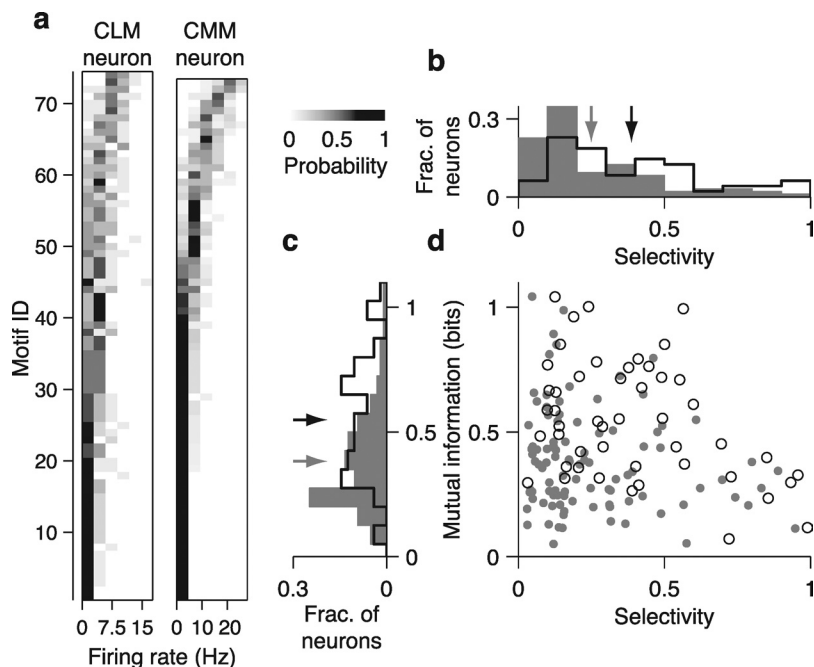 a
CLM
neuron
CMM
neuron
70
60
50
40
30
20
10
Motif ID
0 7.5 15
0 10 20
Firing rate (Hz)
0 0.5 1
Probability
b
0.3
0
Frac. of
neurons
0 0.5 1
Selectivity
c
1
0.5
0
0.3 0
Frac. of
neurons
d
1
0.5
0
Mutual information (bits)
0 0.5 1
Selectivity